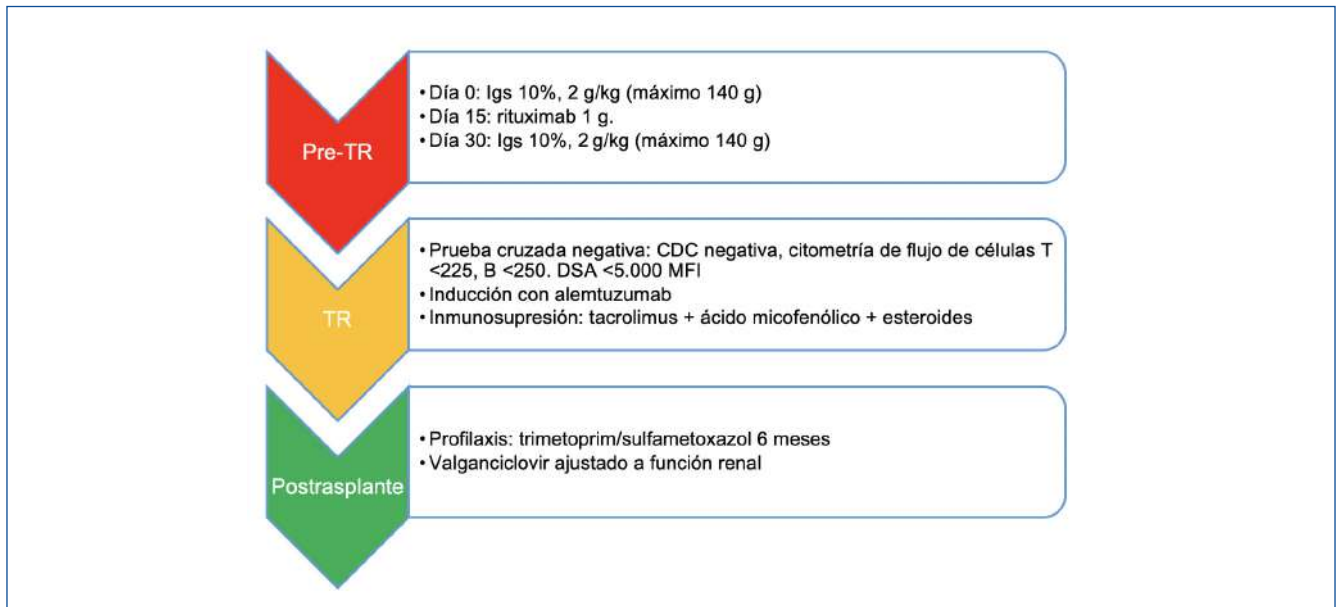 Pre-TR
•Día 0: Igs 10%, 2 g/kg (máximo 140 g)
•Día 15: rituximab 1 g.
•Día 30: Igs 10%, 2 g/kg (máximo 140 g)
TR
•Prueba cruzada negativa: CDC negativa, citometría de flujo de células T
<225, B <250. DSA <5.000 MFI
•Inducción con alemtuzumab
•Inmunosupresión: tacrolimus + ácido micofenólico + esteroides
Postrasplante
•Profilaxis: trimetoprim/sulfametoxazol 6 meses
•Valganciclovir ajustado a función renal